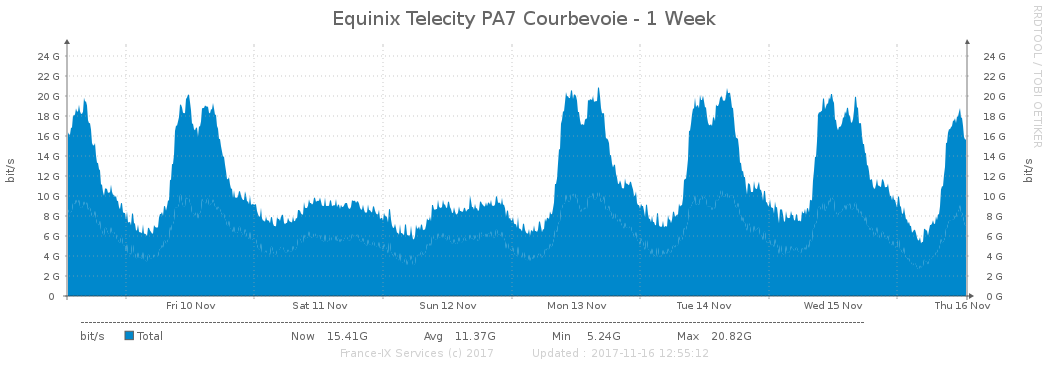 Equinix Telecity PA7 Courbevoie - 1 Week
RRDTOOL / TOBI OETIKER
bit/s
24 G 24 G
22 G 22 G
20 G 20 G
18 G 18 G
16 G 16 G
14 G 14 G
12 G 12 G
10 G 10 G
8 G 8 G
6 G 6 G
4 G 4 G
2 G 2 G
0 0 G
bit/s
Fri 10 Nov Sat 11 Nov Sun 12 Nov Mon 13 Nov Tue 14 Nov Wed 15 Nov Thu 16 Nov
bit/s Total Now 15.41G Avg 11.37G Min 5.24G Max 20.82G
France-IX Services (c) 2017 Updated : 2017-11-16 12:55:12